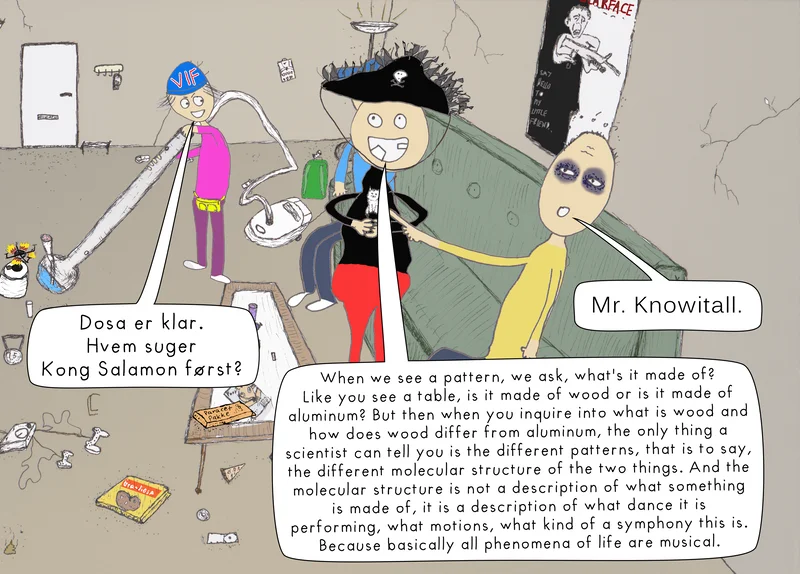 SCARFACE
SAY
HELLO
TO MY
LITTLE
FRIEND.
VIF
Dosa er klar.
Hvem suger
Kong Salamon først?
Mr. Knowitall.
When we see a pattern, we ask, what's it made of?
Like you see a table, is it made of wood or is it made of
aluminum? But then when you inquire into what is wood and
how does wood differ from aluminum, the only thing a
scientist can tell you is the different patterns, that is to say,
the different molecular structure of the two things. And the
molecular structure is not a description of what something
is made of, it is a description of what dance it is
performing, what motions, what kind of a symphony this is.
Because basically all phenomena of life are musical.